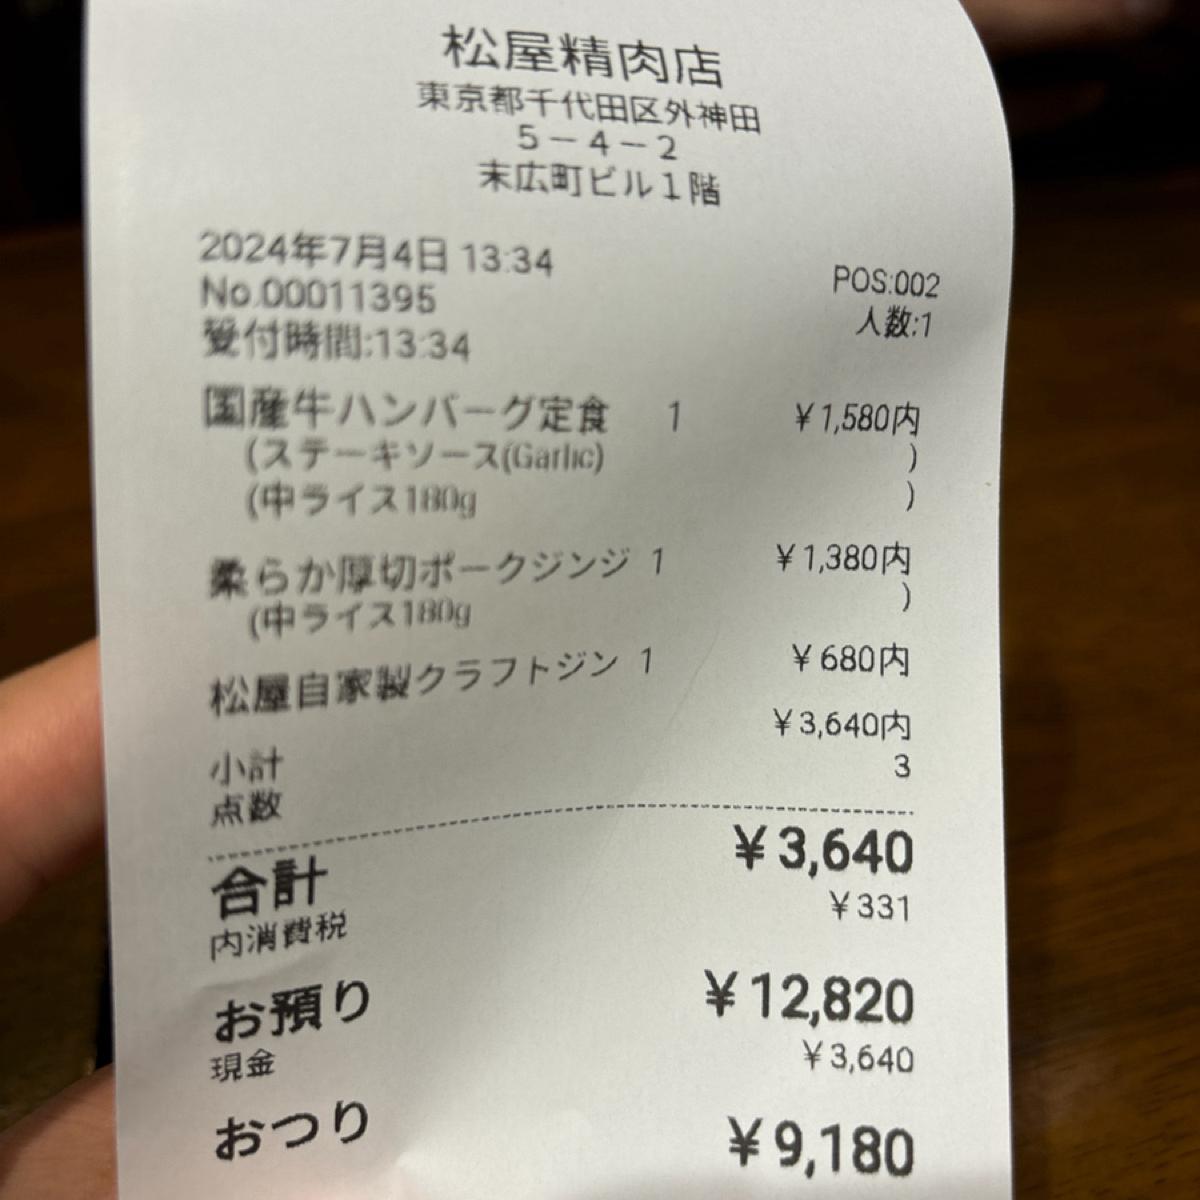 松屋精肉店
東京都千代田区外神田
5－4－2
末広町ビル1階
2024年7月4日 13:34
POS:002
No.00011395
人数:1
受付時間:13:34
国産牛ハンバーグ定食 1 ¥1,580内
(ステーキソース(Garlic) )
(中ライス180g )
柔らか厚切ポークジンジ 1 ¥1,380内
(中ライス180g )
松屋自家製クラフトジン 1 ¥680内
小計 ¥3,640内
点数 3
合計 ¥3,640
内消費税 ¥331
お預り ¥12,820
現金 ¥3,640
おつり ¥9,180